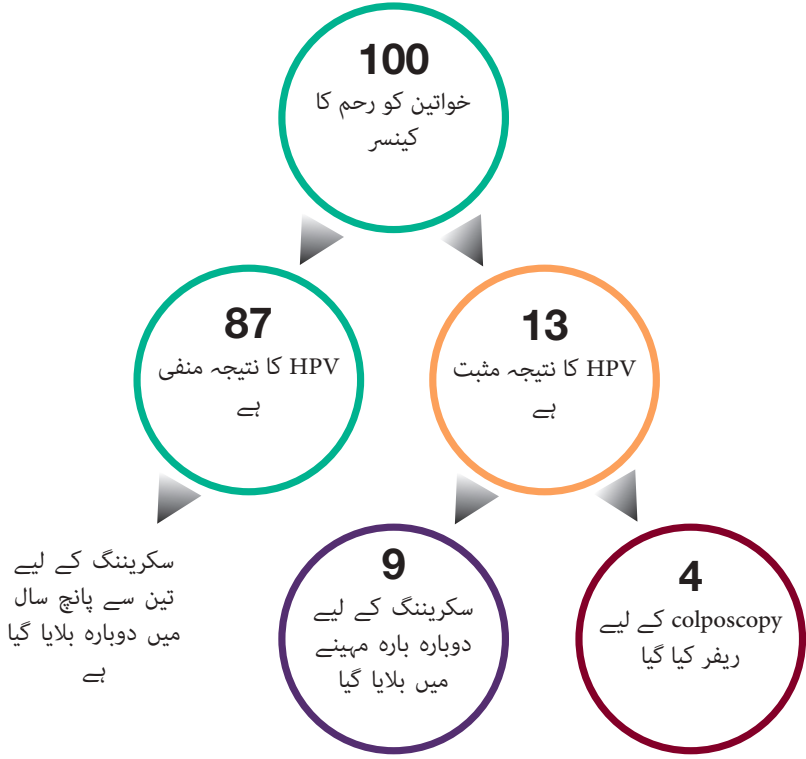 100
خواتین کو رحم کا
کینسر
87
HPV کا نتیجہ منفی
ہے
13
HPV کا نتیجہ مثبت
ہے
سکریننگ کے لیے
تین سے پانچ سال
میں دوبارہ بلایا گیا
ہے
9
سکریننگ کے لیے
دوبارہ بارہ مہینے
میں بلایا گیا
4
colposcopy کے لیے
ریفر کیا گیا